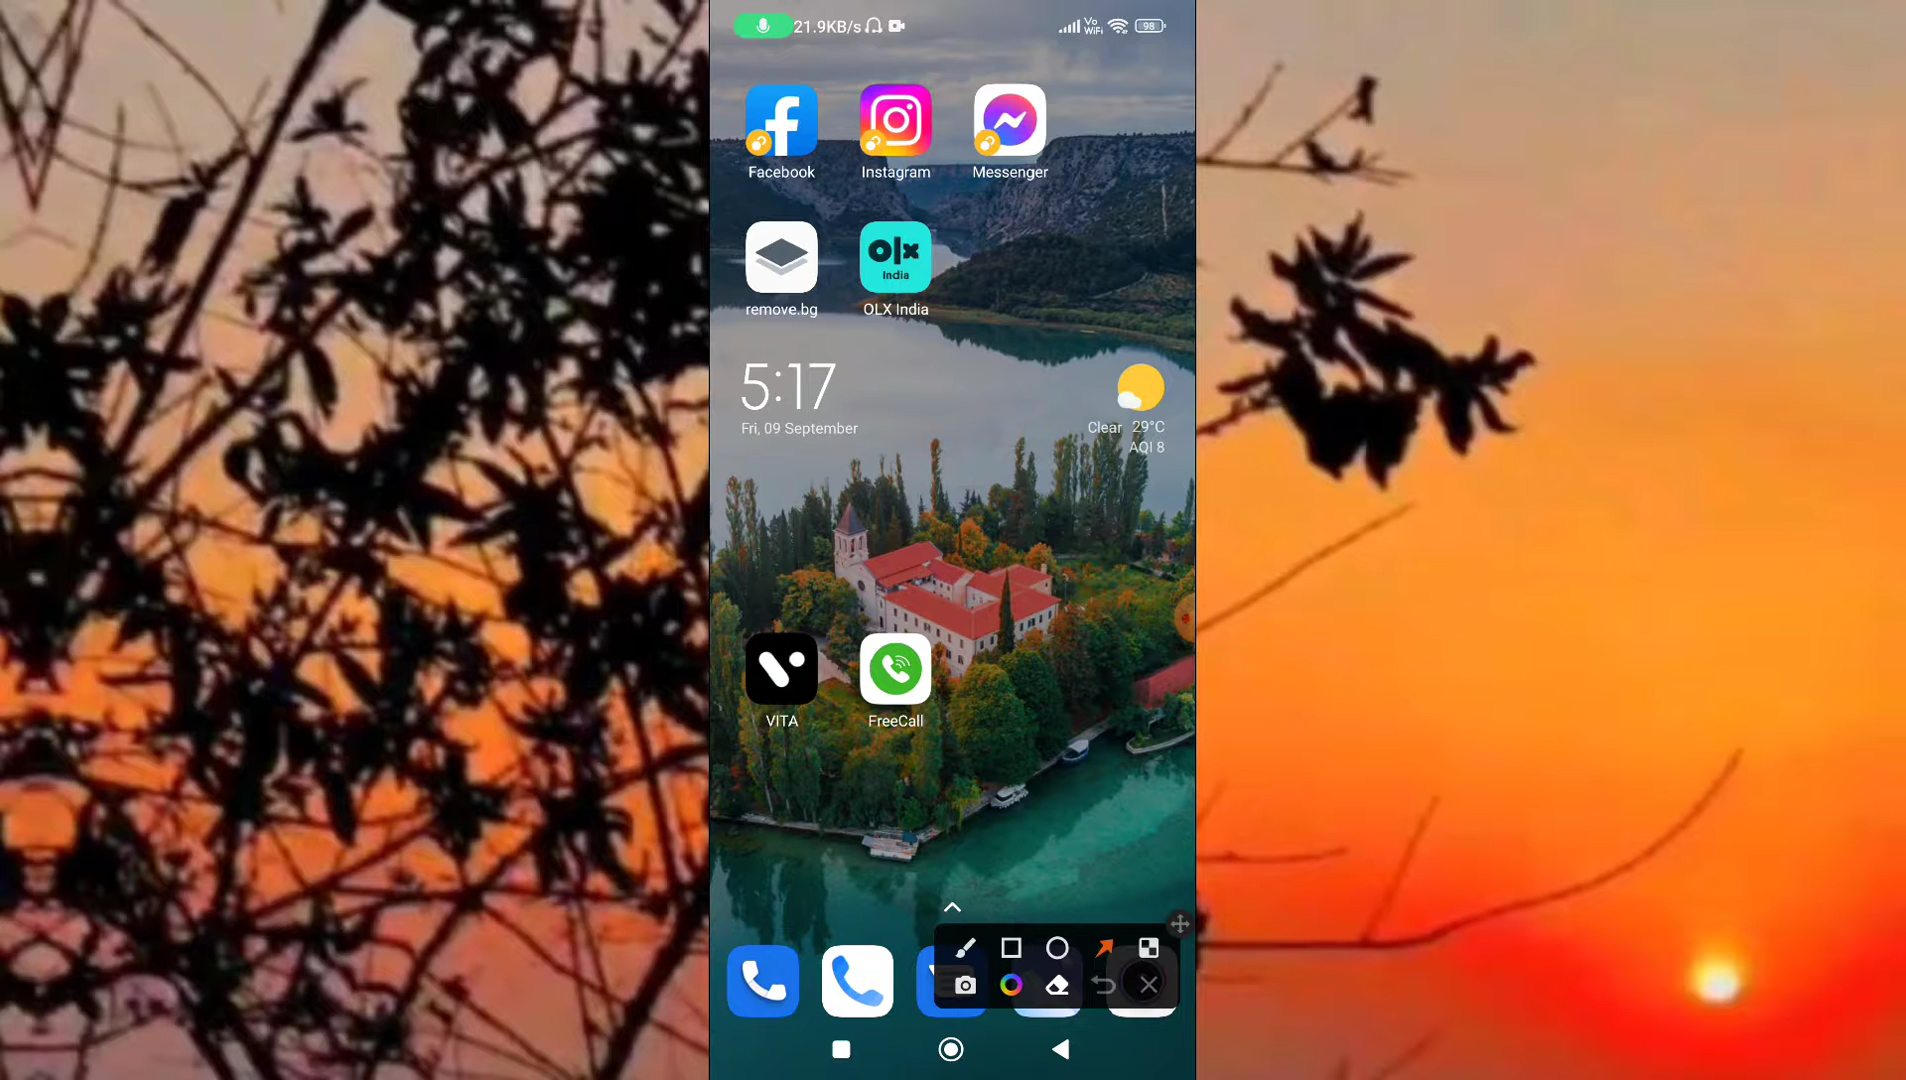 21.9KB/s
Vo
WiFi
98
Facebook
Instagram
Messenger
olx
India
remove.bg
OLX India
5:17
Fri, 09 September
Clear 29°C
AQI 8
VITA
FreeCall